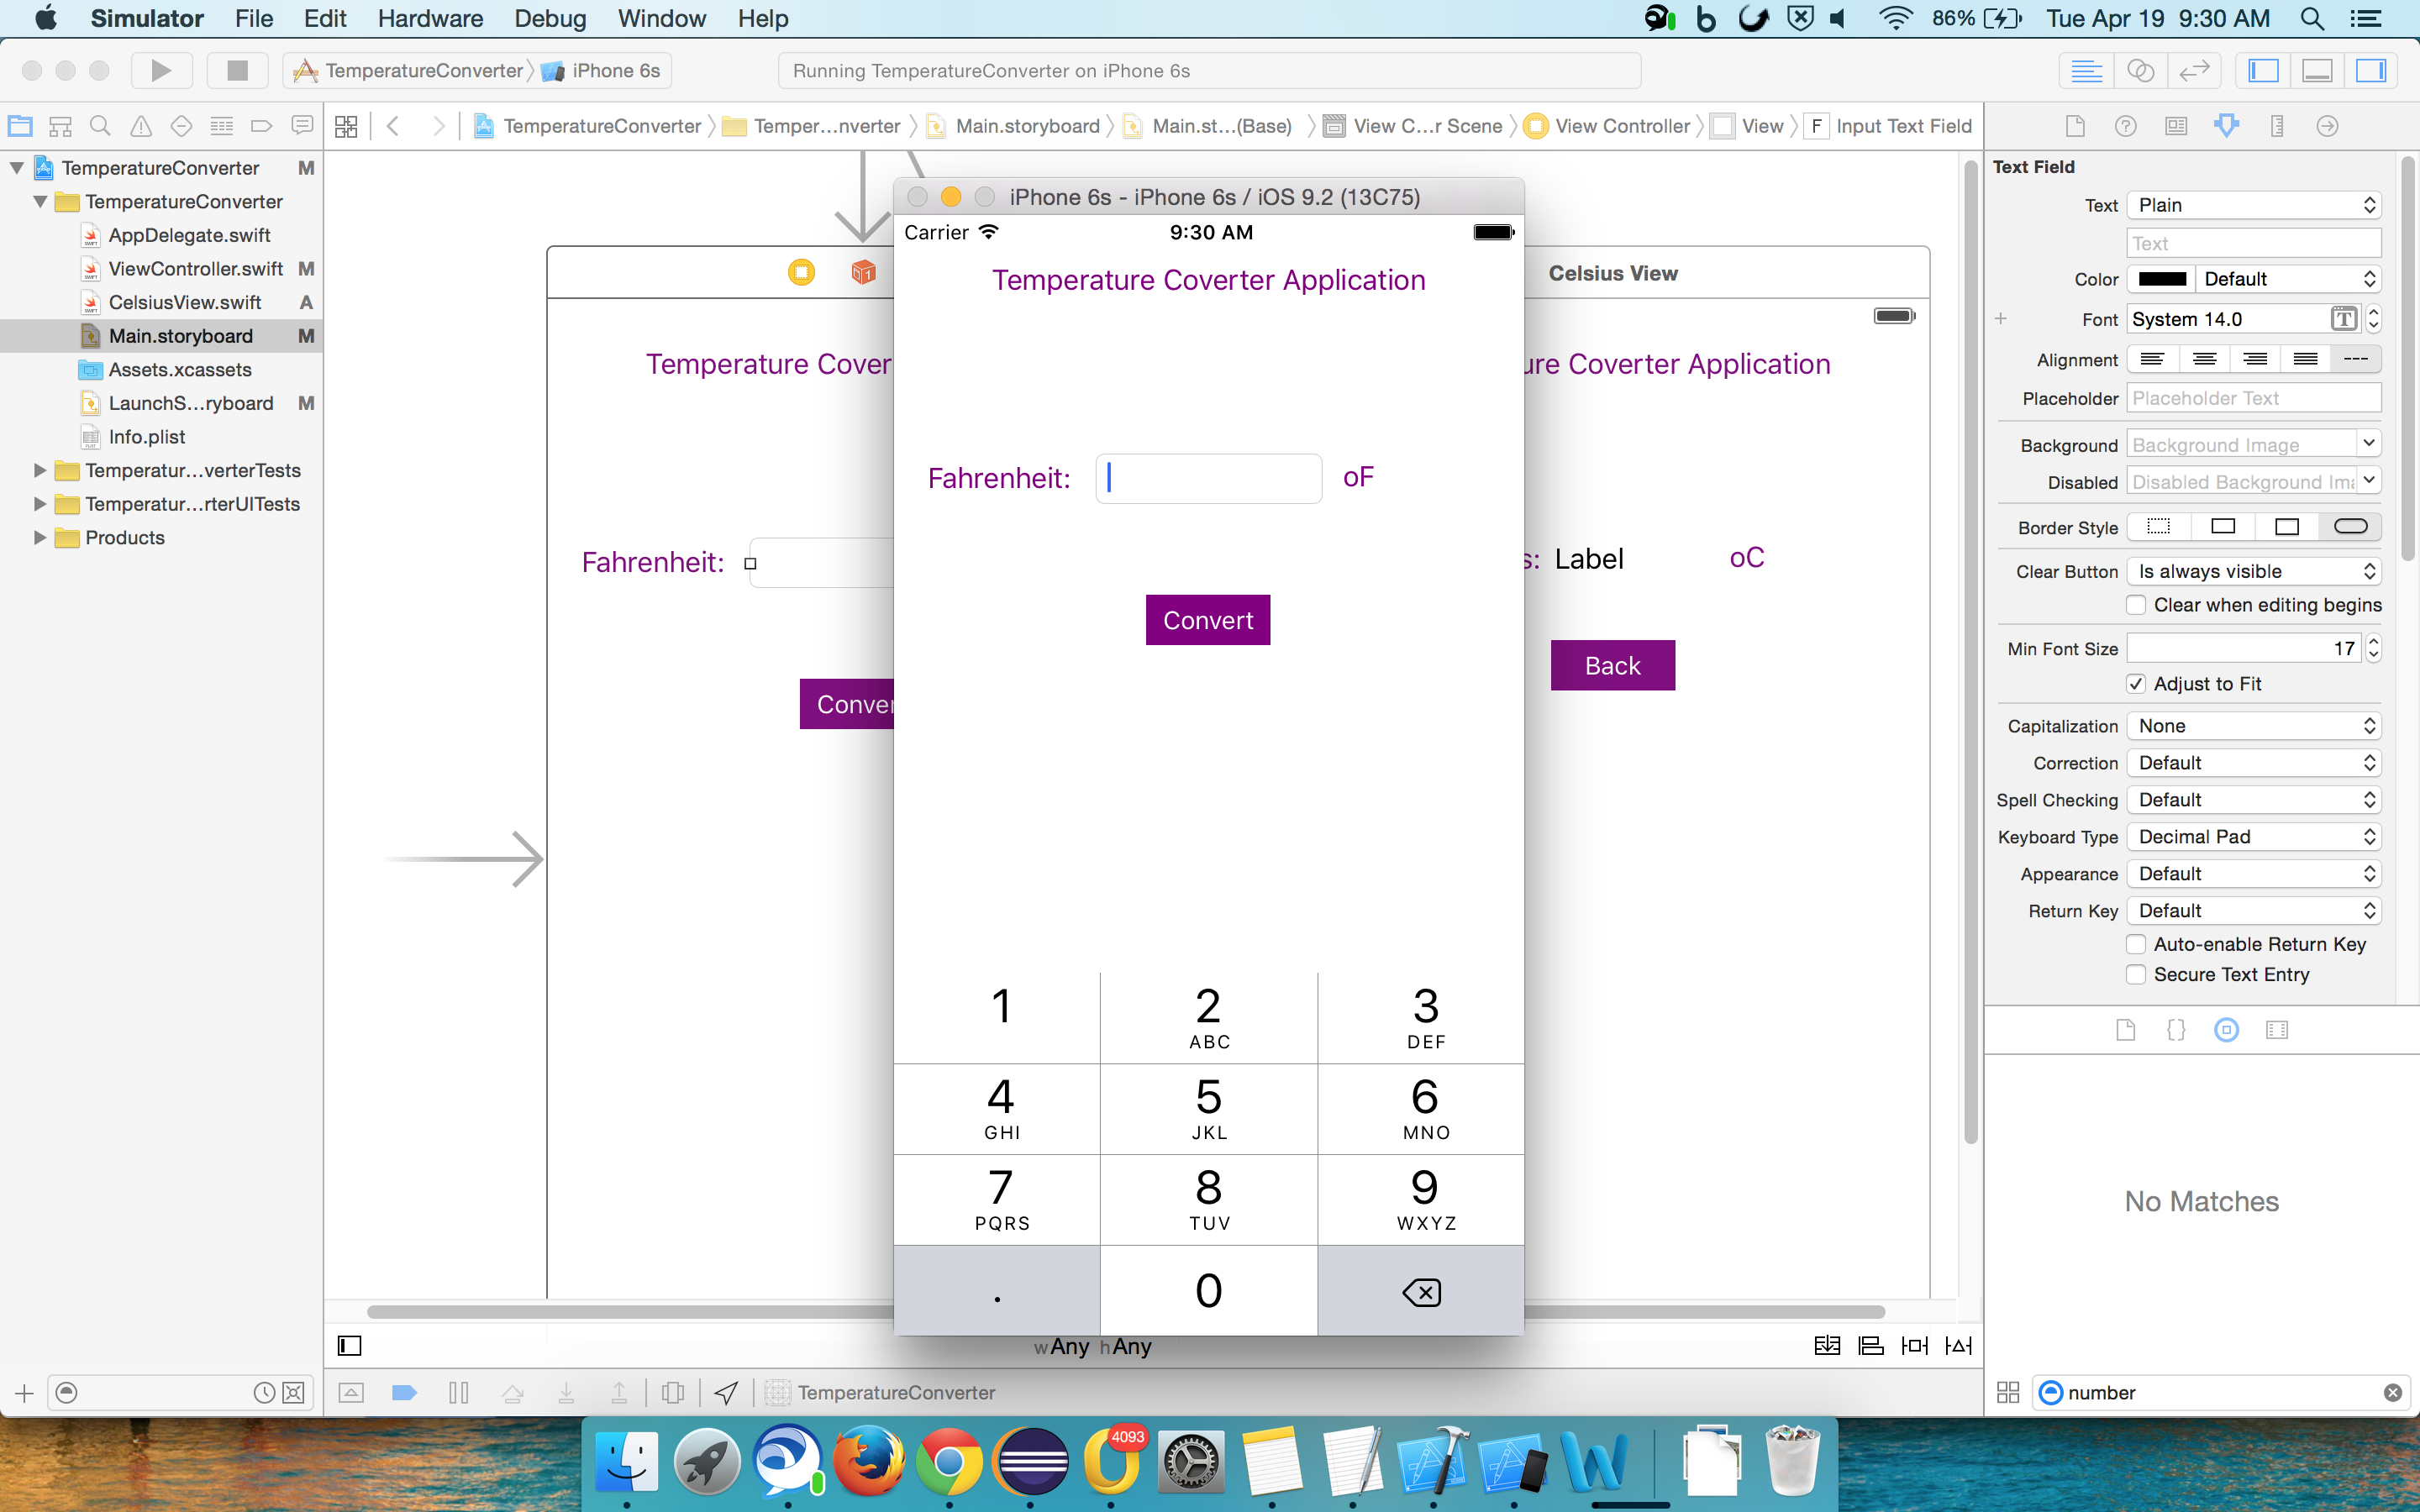 Simulator File Edit Hardware Debug Window Help 86% Tue Apr 19 9:30 AM
TemperatureConverter iPhone 6s Running TemperatureConverter on iPhone 6s
TemperatureConverter Temper...nverter Main.storyboard Main.st...(Base) View C...r Scene View Controller View F Input Text Field
TemperatureConverter M
TemperatureConverter
AppDelegate.swift
ViewController.swift M
CelsiusView.swift A
Main.storyboard M
Assets.xcassets
LaunchS...ryboard M
Info.plist
Temperatur...verterTests
Temperatur...rterUITests
Products
Temperature Cover
Fahrenheit:
Conver
iPhone 6s - iPhone 6s / iOS 9.2 (13C75)
Carrier 9:30 AM
Temperature Coverter Application
Fahrenheit: oF
Convert
1 2 3
ABC DEF
4 5 6
GHI JKL MNO
7 8 9
PQRS TUV WXYZ
. 0
Celsius View
ure Coverter Application
s: Label oC
Back
wAny hAny
TemperatureConverter
Text Field
Text Plain
Text
Color Default
Font System 14.0 T
Alignment
Placeholder Placeholder Text
Background Background Image
Disabled Disabled Background Ima
Border Style
Clear Button Is always visible
Clear when editing begins
Min Font Size 17
Adjust to Fit
Capitalization None
Correction Default
Spell Checking Default
Keyboard Type Decimal Pad
Appearance Default
Return Key Default
Auto-enable Return Key
Secure Text Entry
{}
No Matches
number
4093